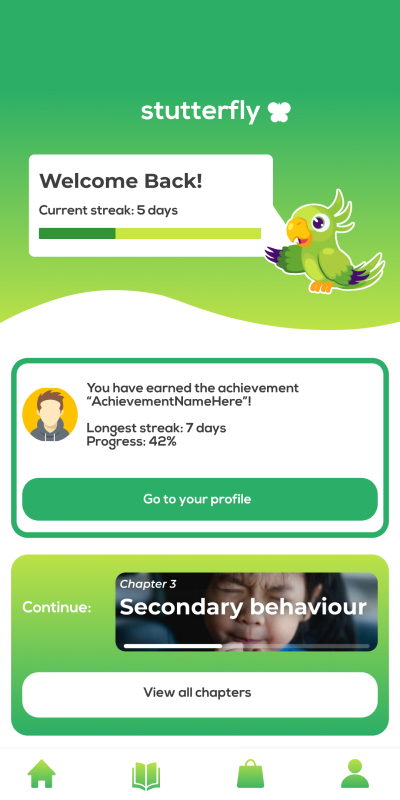 stutterfly
Welcome Back!
Current streak: 5 days
You have earned the achievement
“AchievementNameHere”!
Longest streak: 7 days
Progress: 42%
Go to your profile
Continue:
Chapter 3
Secondary behaviour
View all chapters